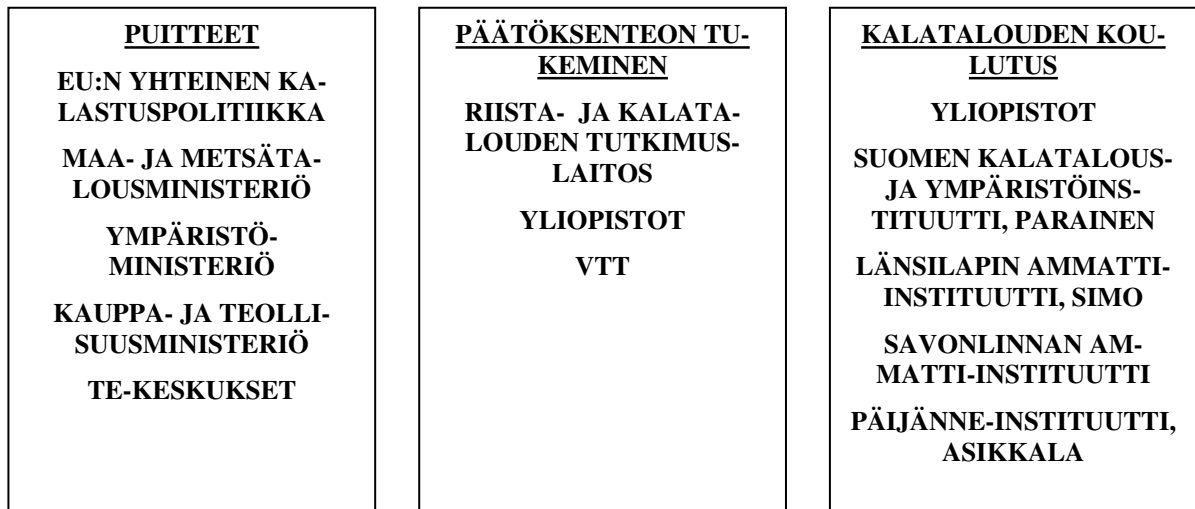 PUITTEET
EU:N YHTEINEN KA-
LASTUSPOLITIIKKA
MAA- JA METSÄTA-
LOUSMINISTERIÖ
YMPÄRISTÖ-
MINISTERIÖ
KAUPPA- JA TEOLLI-
SUUSMINISTERIÖ
TE-KESKUKSET
PÄÄTÖKSENTEON TU-
KEMINEN
RIISTA- JA KALATA-
LOUDEN TUTKIMUS-
LAITOS
YLIOPISTOT
VTT
KALATALOUDEN KOU-
LUTUS
YLIOPISTOT
SUOMEN KALATALOUS-
JA YMPÄRISTÖINS-
TITUUTTI, PARAINEN
LÄNSILAPIN AMMATTI-
INSTITUUTTI, SIMO
SAVONLINNAN AM-
MATTI-INSTITUUTTI
PÄIJÄNNE-INSTITUUTTI,
ASIKKALA